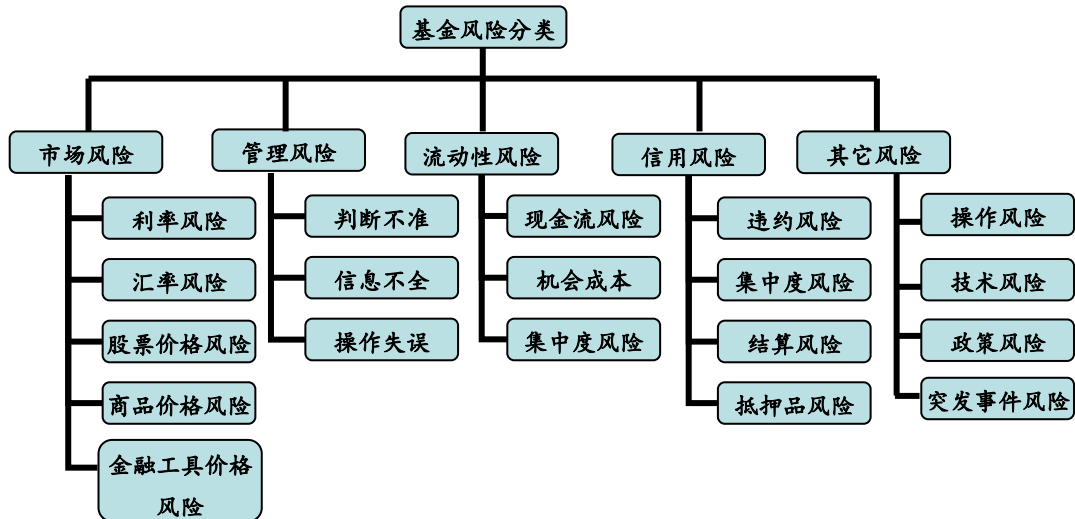 基金风险分类
市场风险
管理风险
流动性风险
信用风险
其它风险
利率风险
汇率风险
股票价格风险
商品价格风险
金融工具价格
风险
判断不准
信息不全
操作失误
现金流风险
机会成本
集中度风险
违约风险
集中度风险
结算风险
抵押品风险
操作风险
技术风险
政策风险
突发事件风险